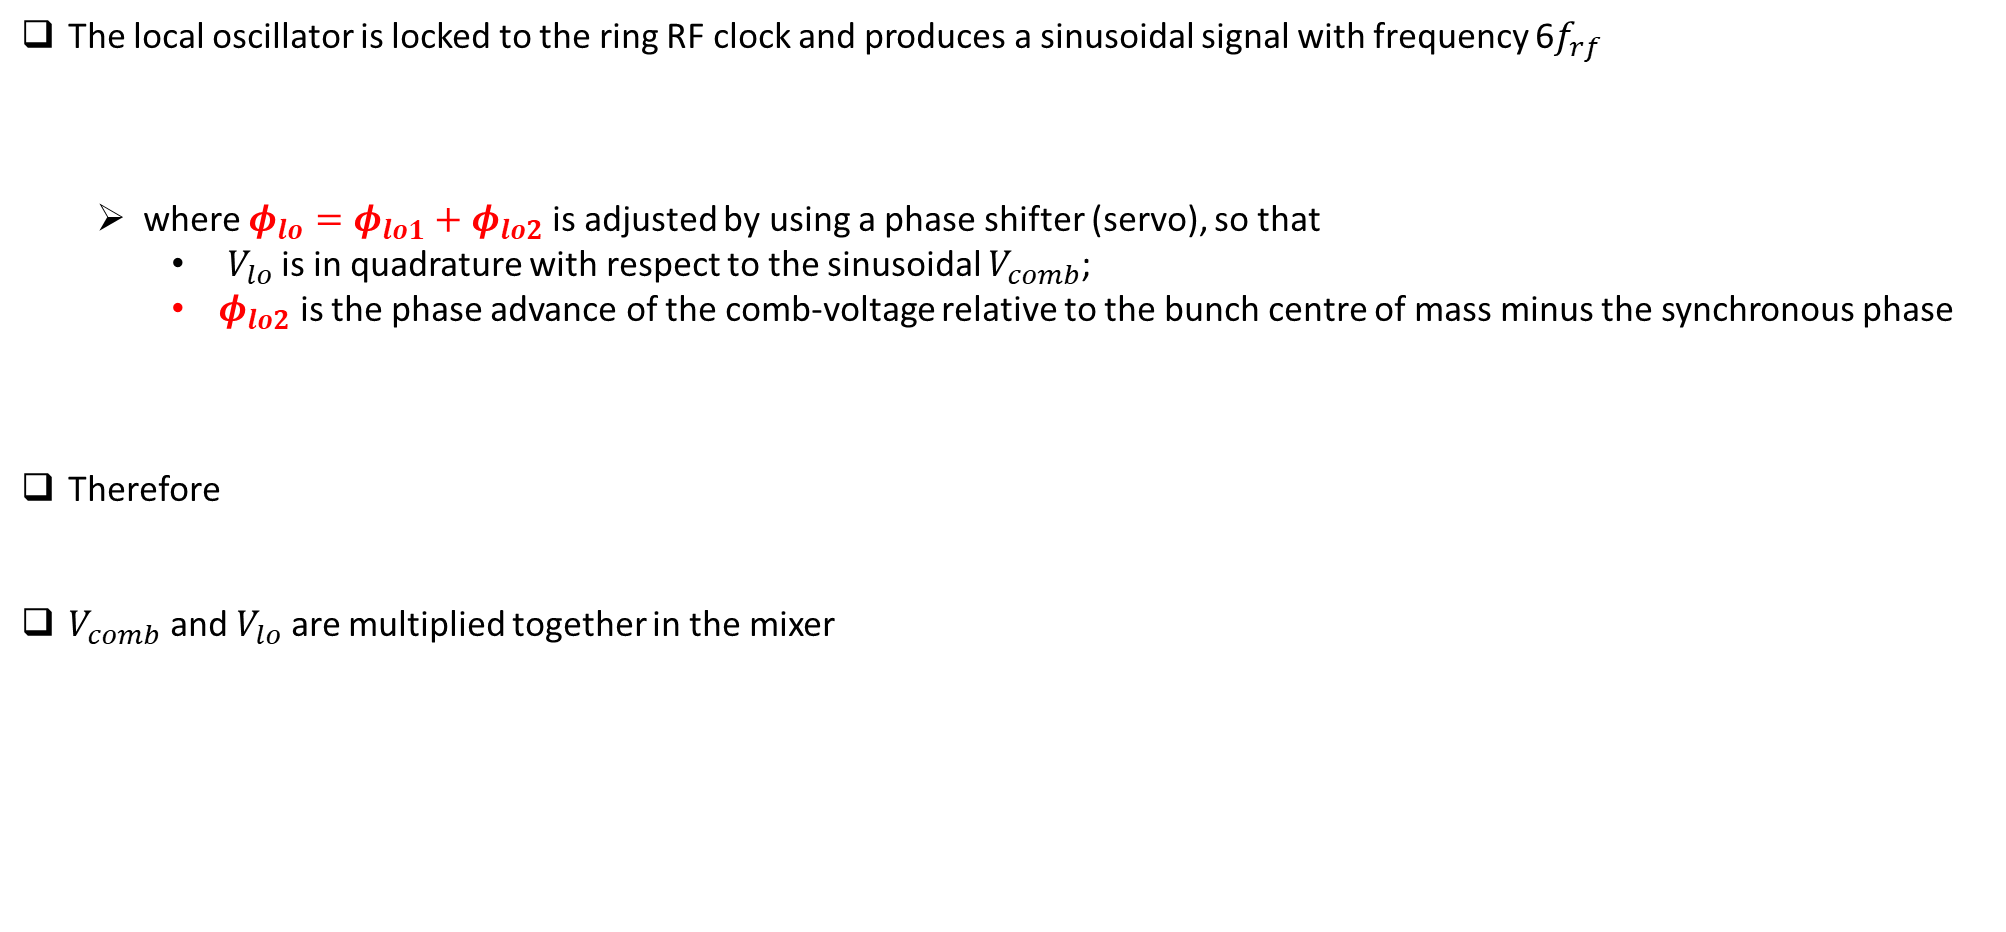 ❑ The local oscillator is locked to the ring RF clock and produces a sinusoidal signal with frequency 6𝑓_𝑟𝑓
➢ where 𝝓_𝒍𝒐 = 𝝓_𝒍𝒐𝟏 + 𝝓_𝒍𝒐𝟐 is adjusted by using a phase shifter (servo), so that
• 𝑉_𝑙𝑜 is in quadrature with respect to the sinusoidal 𝑉_𝑐𝑜𝑚𝑏;
• 𝝓_𝒍𝒐𝟐 is the phase advance of the comb-voltage relative to the bunch centre of mass minus the synchronous phase
❑ Therefore
❑ 𝑉_𝑐𝑜𝑚𝑏 and 𝑉_𝑙𝑜 are multiplied together in the mixer